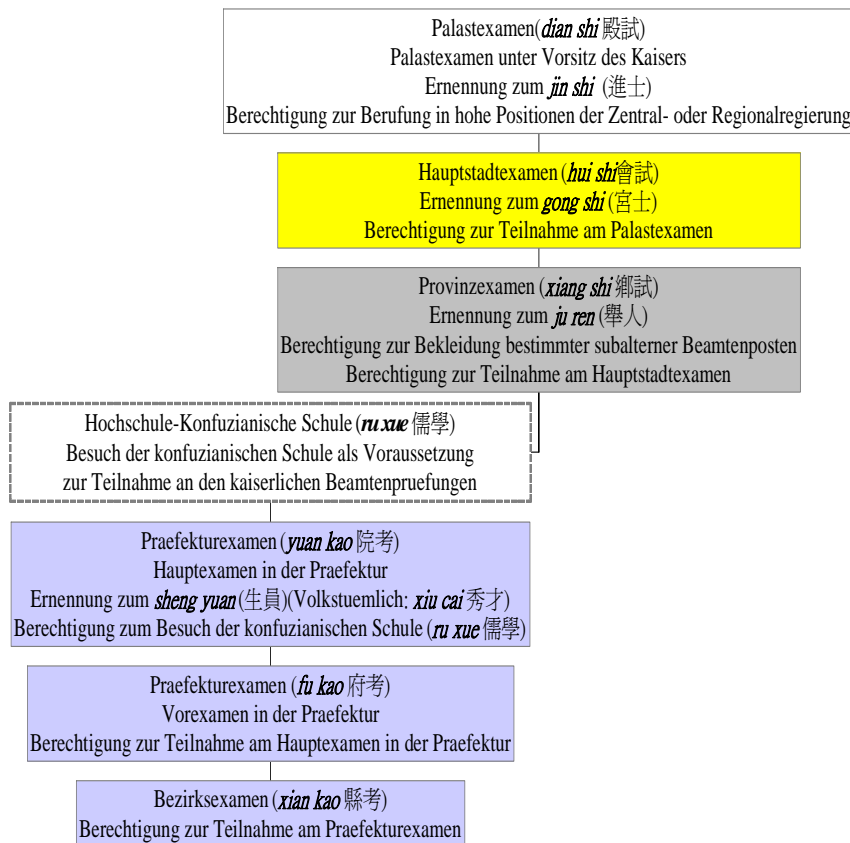 Palastexamen(dian shi 殿試)
Palastexamen unter Vorsitz des Kaisers
Ernennung zum jin shi (進士)
Berechtigung zur Berufung in hohe Positionen der Zentral- oder Regionalregierung
Hauptstadtexamen (hui shi會試)
Ernennung zum gong shi (宮士)
Berechtigung zur Teilnahme am Palastexamen
Provinzexamen (xiang shi 鄉試)
Ernennung zum ju ren (舉人)
Berechtigung zur Bekleidung bestimmter subalterner Beamtenposten
Berechtigung zur Teilnahme am Hauptstadtexamen
Hochschule-Konfuzianische Schule (ru xue 儒學)
Besuch der konfuzianischen Schule als Voraussetzung
zur Teilnahme an den kaiserlichen Beamtenpruefungen
Praefekturexamen (yuan kao 院考)
Hauptexamen in der Praefektur
Ernennung zum sheng yuan (生員)(Volkstuemlich: xiu cai 秀才)
Berechtigung zum Besuch der konfuzianischen Schule (ru xue 儒學)
Praefekturexamen (fu kao 府考)
Vorexamen in der Praefektur
Berechtigung zur Teilnahme am Hauptexamen in der Praefektur
Bezirksexamen (xian kao 縣考)
Berechtigung zur Teilnahme am Praefekturexamen